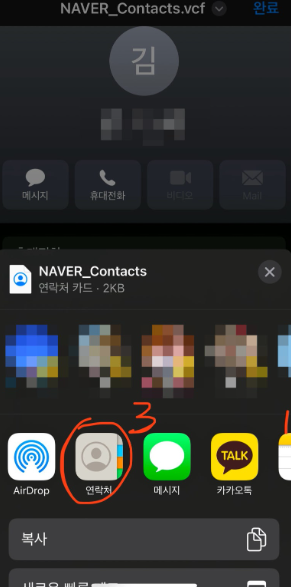 NAVER_Contacts.vcf
완료
김
메시지
휴대전화
비디오
Mail
NAVER_Contacts
연락처 카드 · 2KB
3
TALK
AirDrop
연락처
메시지
카카오톡
복사